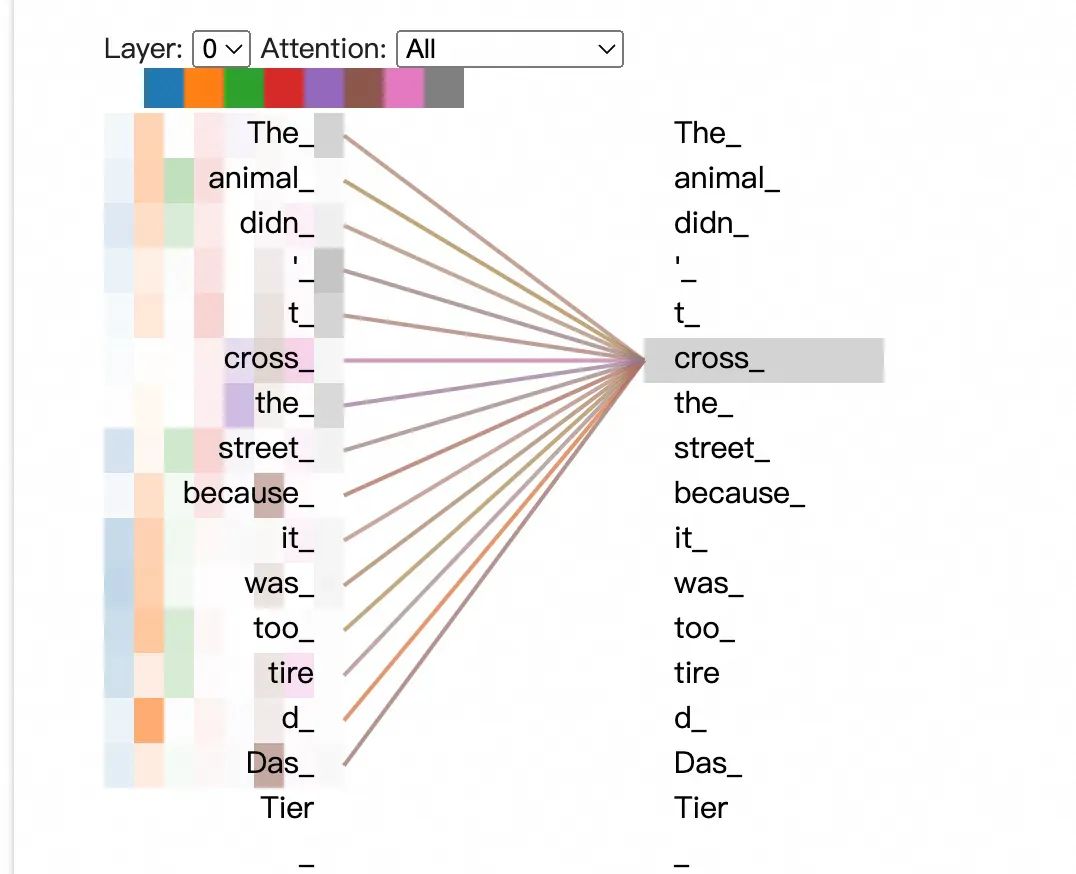 Layer: 0 Attention: All
The_ The_
animal_ animal_
didn_ didn_
'_ '_
t_ t_
cross_ cross_
the_ the_
street_ street_
because_ because_
it_ it_
was_ was_
too_ too_
tire tire
d_ d_
Das_ Das_
Tier Tier
_ _